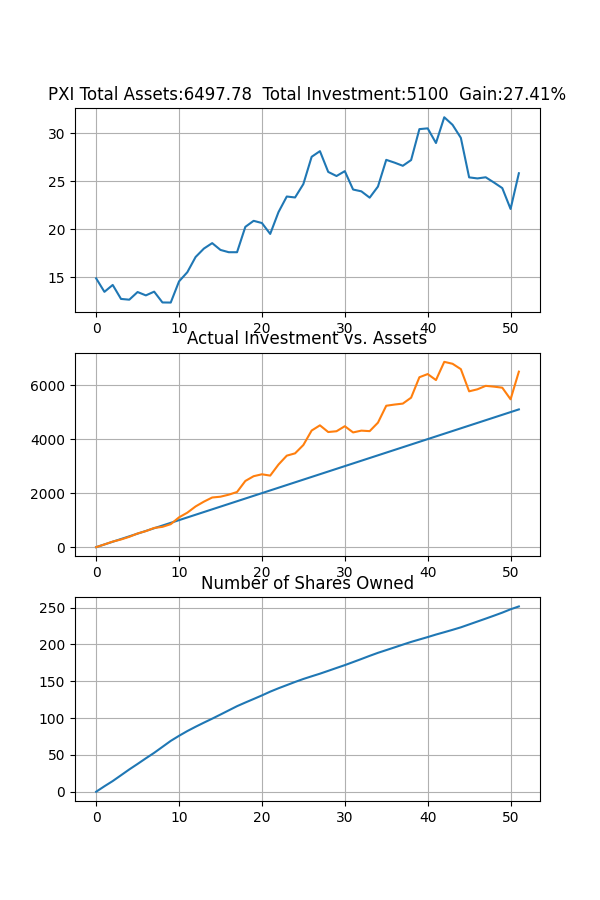 PXI Total Assets:6497.78  Total Investment:5100  Gain:27.41%
30
25
20
15
0 10 20 30 40 50
Actual Investment vs. Assets
6000
4000
2000
0
0 10 20 30 40 50
Number of Shares Owned
250
200
150
100
50
0
0 10 20 30 40 50